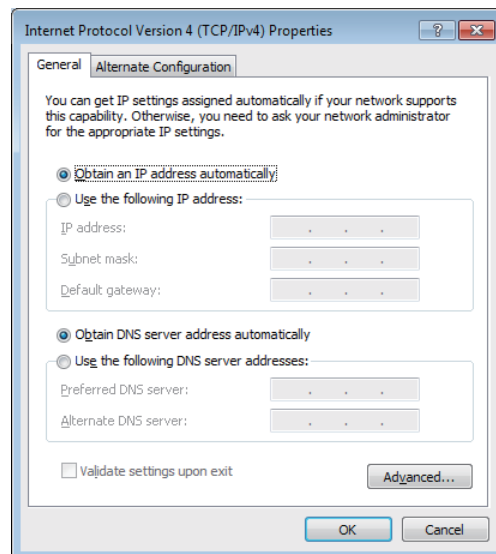 Internet Protocol Version 4 (TCP/IPv4) Properties
General
Alternate Configuration
You can get IP settings assigned automatically if your network supports
this capability. Otherwise, you need to ask your network administrator
for the appropriate IP settings.
Obtain an IP address automatically
Use the following IP address:
IP address:
Subnet mask:
Default gateway:
Obtain DNS server address automatically
Use the following DNS server addresses:
Preferred DNS server:
Alternate DNS server:
Validate settings upon exit
Advanced...
OK
Cancel